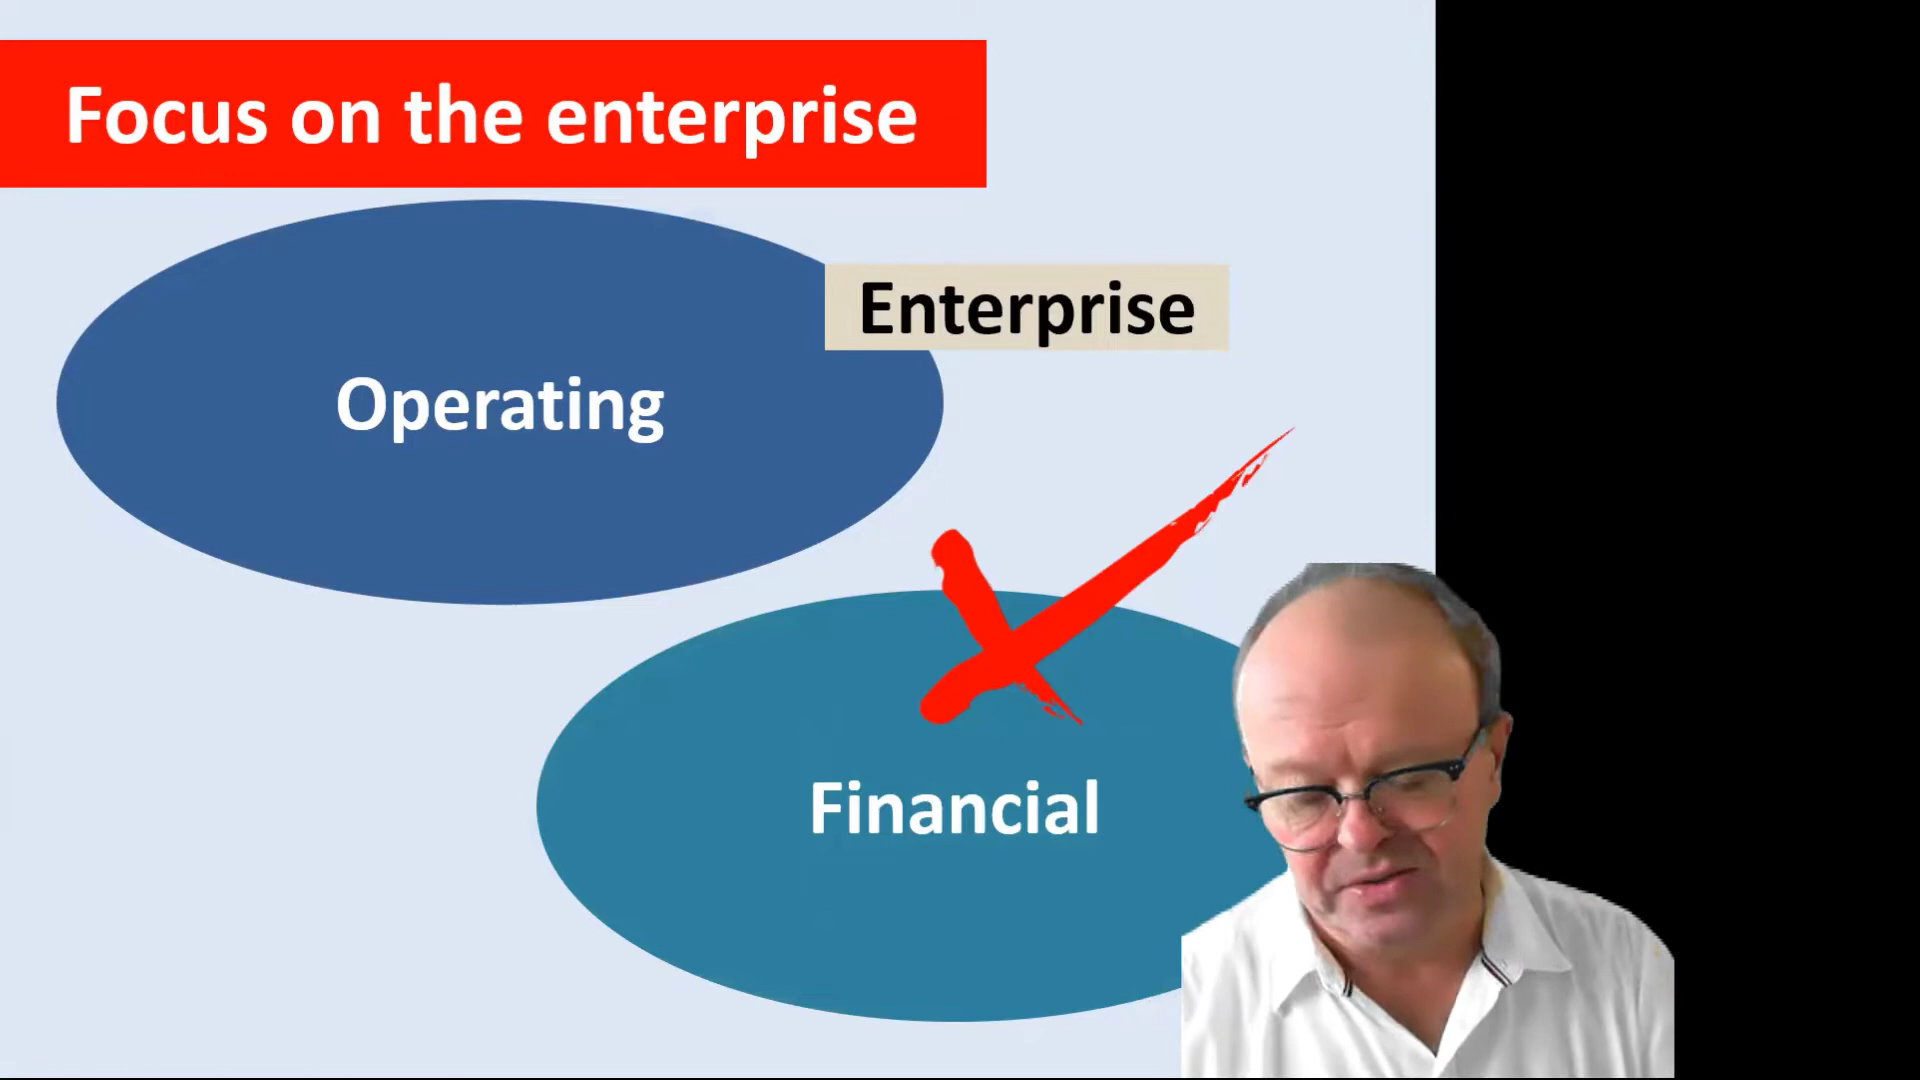 Focus on the enterprise
Enterprise
Operating
Financial